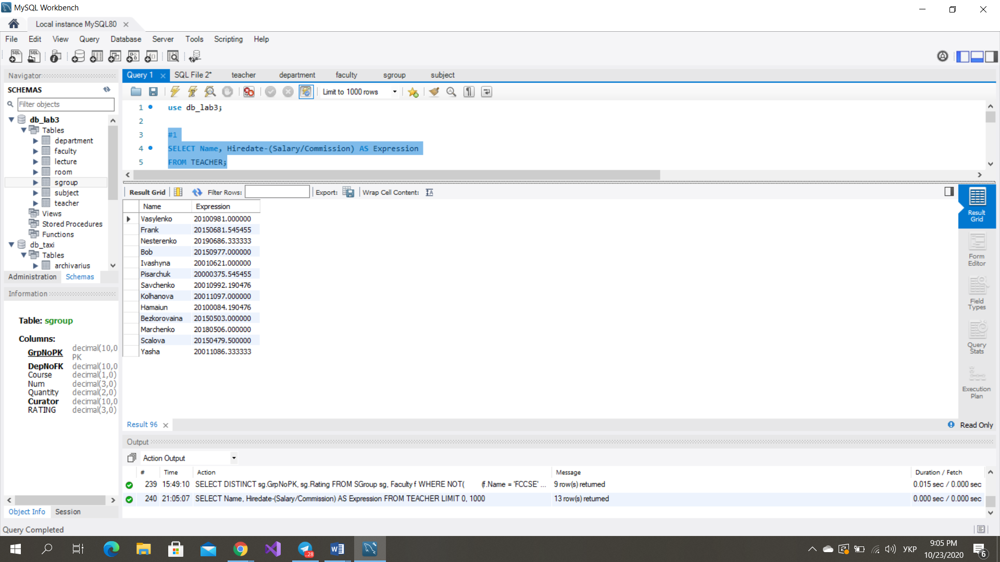 MySQL Workbench
Local instance MySQL80
File Edit View Query Database Server Tools Scripting Help
Navigator
SCHEMAS
Filter objects
db_lab3
Tables
department
faculty
lecture
room
sgroup
subject
teacher
Views
Stored Procedures
Functions
db_taxi
Tables
archivarius
Administration Schemas
Information
Table: sgroup
Columns:
GrpNoPK decimal(10,0
PK
DepNoFK decimal(10,0
Course decimal(1,0)
Num decimal(3,0)
Quantity decimal(2,0)
Curator decimal(10,0
RATING decimal(3,0)
Object Info Session
Query 1 SQL File 2* teacher department faculty sgroup subject
Limit to 1000 rows
1 use db_lab3;
2
3 #1
4 SELECT Name, Hiredate-(Salary/Commission) AS Expression
5 FROM TEACHER;
Result Grid Filter Rows: Export: Wrap Cell Content:
Name Expression
Vasylenko 20100981.000000
Frank 20150681.545455
Nesterenko 20190686.333333
Bob 20150977.000000
Ivashyna 20010621.000000
Pisarchuk 20000375.545455
Savchenko 20010992.190476
Kolhanova 20011097.000000
Hamaiun 20100084.190476
Bezkorovaina 20150503.000000
Marchenko 20180506.000000
Scalova 20150479.500000
Yasha 20011086.333333
Result
Grid
Form
Editor
Field
Types
Query
Stats
Execution
Plan
Result 96
Read Only
Output
Action Output
# Time Action Message Duration / Fetch
239 15:49:10 SELECT DISTINCT sg.GrpNoPK, sg.Rating FROM SGroup sg, Faculty f WHERE NOT( (f.Name = 'FCCSE' ... 9 row(s) returned 0.015 sec / 0.000 sec
240 21:05:07 SELECT Name, Hiredate-(Salary/Commission) AS Expression FROM TEACHER LIMIT 0, 1000 13 row(s) returned 0.000 sec / 0.000 sec
Query Completed
..28
УКР
9:05 PM
10/23/2020
6